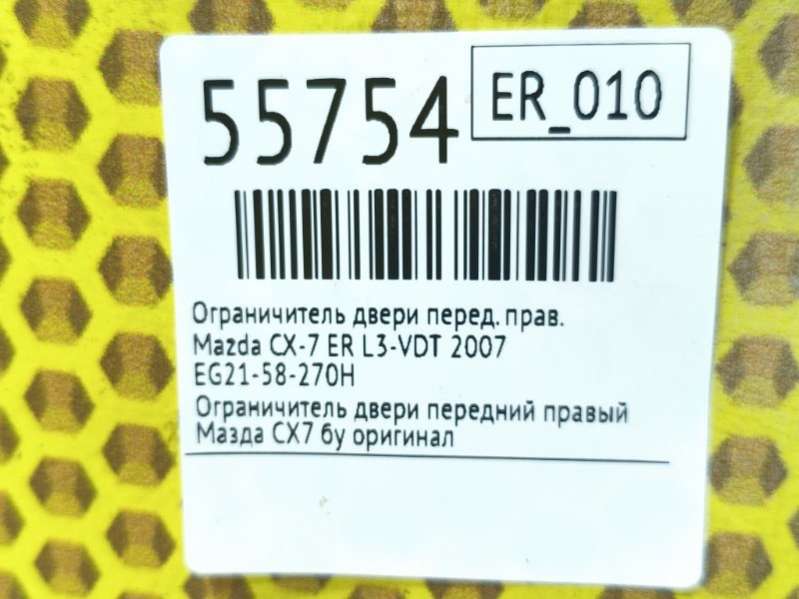 55754
ER_010
Ограничитель двери перед. прав.
Mazda CX-7 ER L3-VDT 2007
EG21-58-270H
Ограничитель двери передний правый
Мазда СХ7 бу оригинал